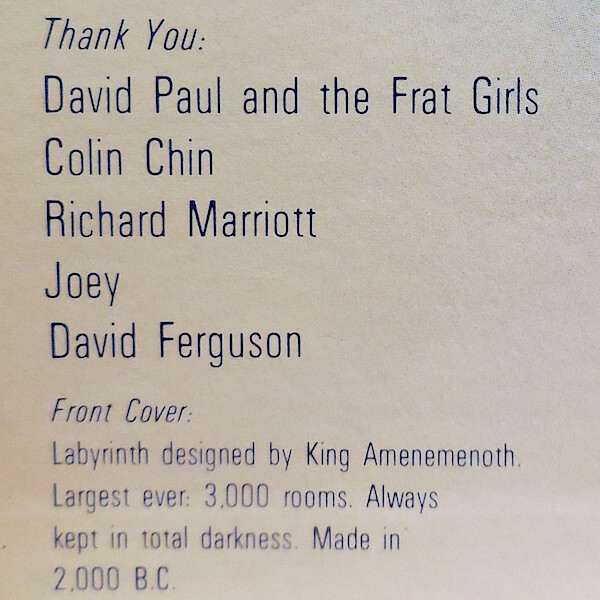 Thank You:
David Paul and the Frat Girls
Colin Chin
Richard Marriott
Joey
David Ferguson
Front Cover:
Labyrinth designed by King Amenemenoth.
Largest ever: 3,000 rooms. Always
kept in total darkness. Made in
2,000 B.C.